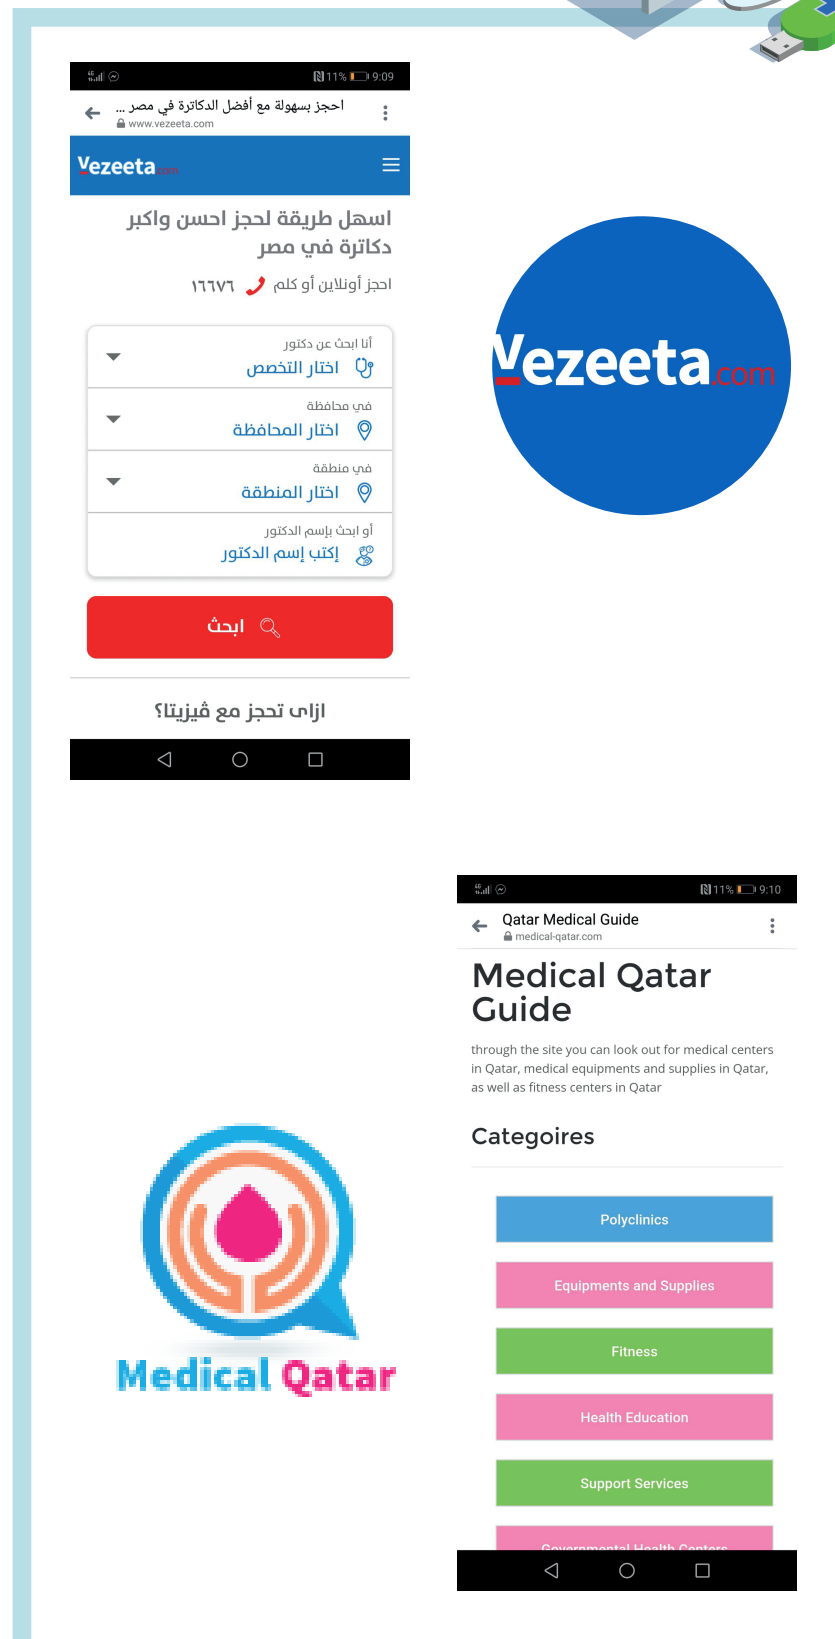 11% 9:09
احجز بسهولة مع أفضل الدكاترة في مصر ...
www.vezeeta.com
Vezeeta.com
اسهل طريقة لحجز احسن واكبر
دكاترة في مصر
احجز أونلاين أو كلم ١٦٦٧٦
أنا ابحث عن دكتور
اختار التخصص
في محافظة
اختار المحافظة
في منطقة
اختار المنطقة
أو ابحث بإسم الدكتور
إكتب إسم الدكتور
ابحث
ازاى تحجز مع ڤيزيتا؟
Vezeeta.com
Medical Qatar
11% 9:10
Qatar Medical Guide
medical-qatar.com
Medical Qatar
Guide
through the site you can look out for medical centers
in Qatar, medical equipments and supplies in Qatar,
as well as fitness centers in Qatar
Categoires
Polyclinics
Equipments and Supplies
Fitness
Health Education
Support Services
Governmental Health Centers